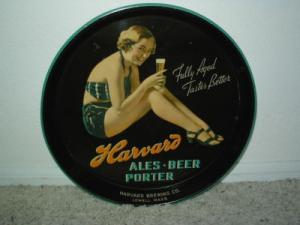 Fully Aged
Tastes Better
Harvard
ALES·BEER
PORTER
HARVARD BREWING CO.
LOWELL, MASS.